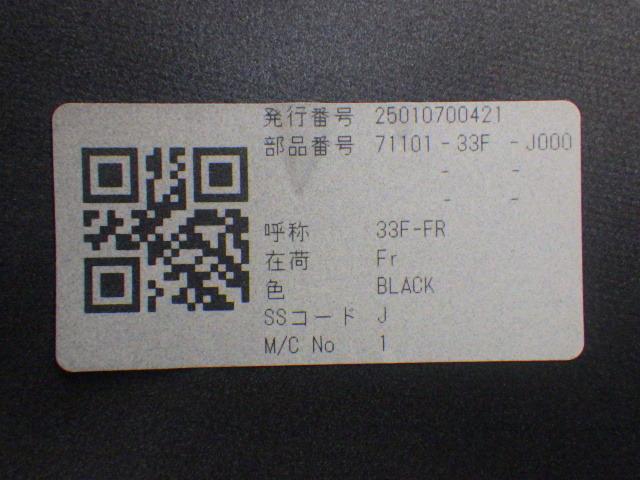 発行番号 25010700421
部品番号 71101-33F -J000
- -
- -
呼称 33F-FR
在荷 Fr
色 BLACK
SSコード J
M/C No 1